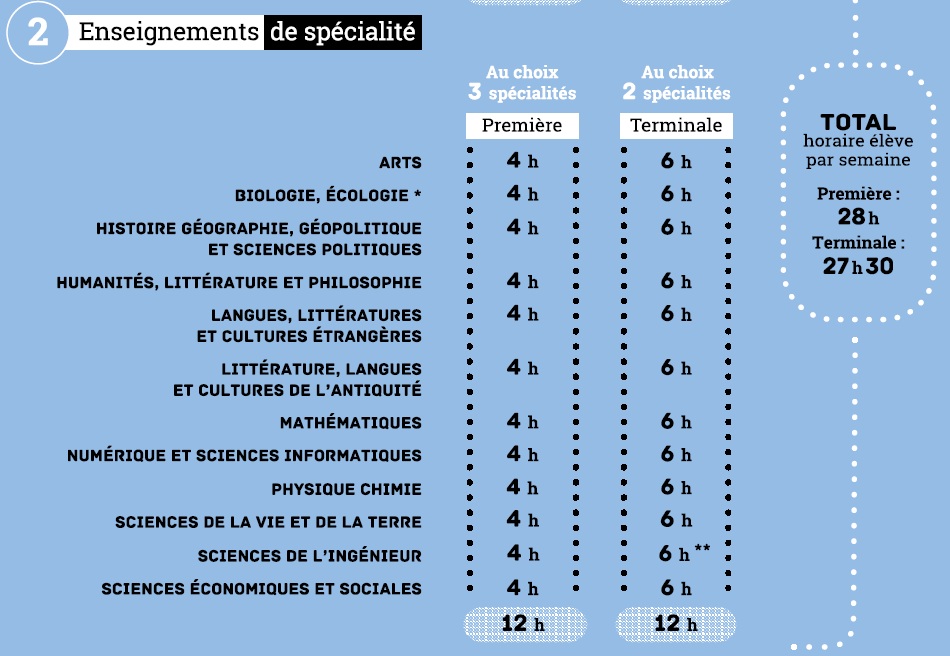 2 Enseignements de spécialité
Au choix
3 spécialités
Au choix
2 spécialités
Première Terminale
ARTS 4 h 6 h
BIOLOGIE, ÉCOLOGIE * 4 h 6 h
HISTOIRE GÉOGRAPHIE, GÉOPOLITIQUE 4 h 6 h
ET SCIENCES POLITIQUES
HUMANITÉS, LITTÉRATURE ET PHILOSOPHIE 4 h 6 h
LANGUES, LITTÉRATURES 4 h 6 h
ET CULTURES ÉTRANGÈRES
LITTÉRATURE, LANGUES 4 h 6 h
ET CULTURES DE L'ANTIQUITÉ
MATHÉMATIQUES 4 h 6 h
NUMÉRIQUE ET SCIENCES INFORMATIQUES 4 h 6 h
PHYSIQUE CHIMIE 4 h 6 h
SCIENCES DE LA VIE ET DE LA TERRE 4 h 6 h
SCIENCES DE L'INGÉNIEUR 4 h 6 h **
SCIENCES ÉCONOMIQUES ET SOCIALES 4 h 6 h
12 h 12 h
TOTAL
horaire élève
par semaine
Première :
28 h
Terminale :
27 h 30